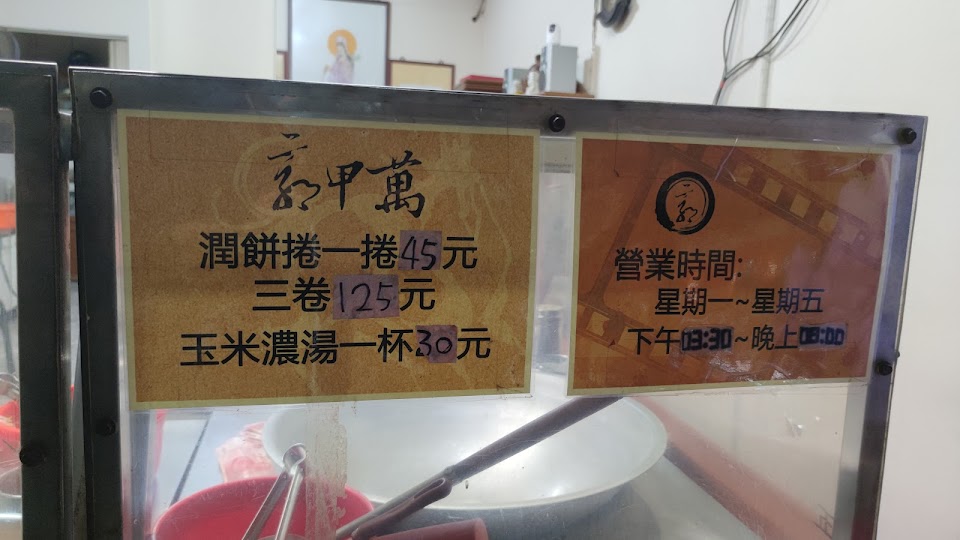 萬甲郭
潤餅捲一捲45元
三卷125元
玉米濃湯一杯30元
營業時間:
星期一~星期五
下午03:30~晚上08:00